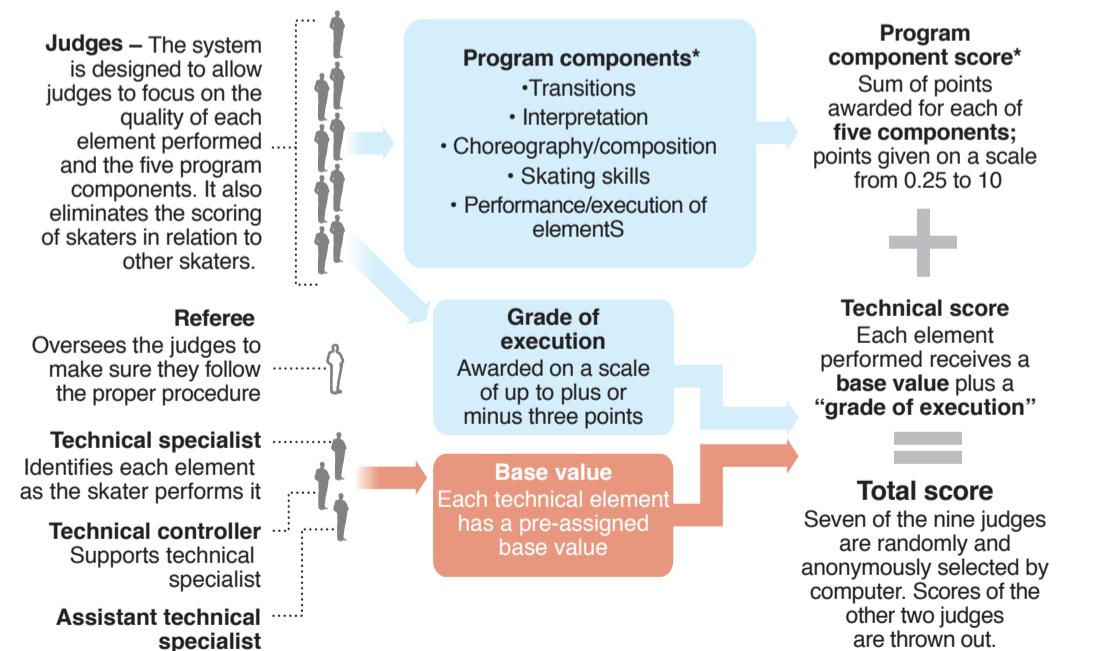 Judges – The system
is designed to allow
judges to focus on the
quality of each
element performed
and the five program
components. It also
eliminates the scoring
of skaters in relation to
other skaters.
Referee
Oversees the judges to
make sure they follow
the proper procedure
Technical specialist
Identifies each element
as the skater performs it
Technical controller
Supports technical
specialist
Assistant technical
specialist
Program components*
•Transitions
• Interpretation
• Choreography/composition
• Skating skills
• Performance/execution of
elementS
Grade of
execution
Awarded on a scale
of up to plus or
minus three points
Base value
Each technical element
has a pre-assigned
base value
Program
component score*
Sum of points
awarded for each of
five components;
points given on a scale
from 0.25 to 10
Technical score
Each element
performed receives a
base value plus a
“grade of execution”
Total score
Seven of the nine judges
are randomly and
anonymously selected by
computer. Scores of the
other two judges
are thrown out.